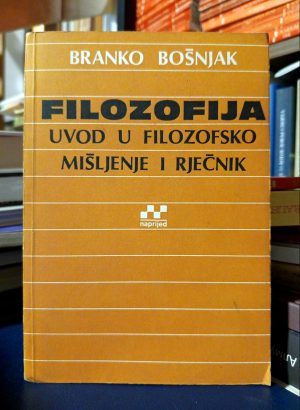 BRANKO BOŠNJAK
FILOZOFIJA
UVOD U FILOZOFSKO
MIŠLJENJE I RJEČNIK
naprijed